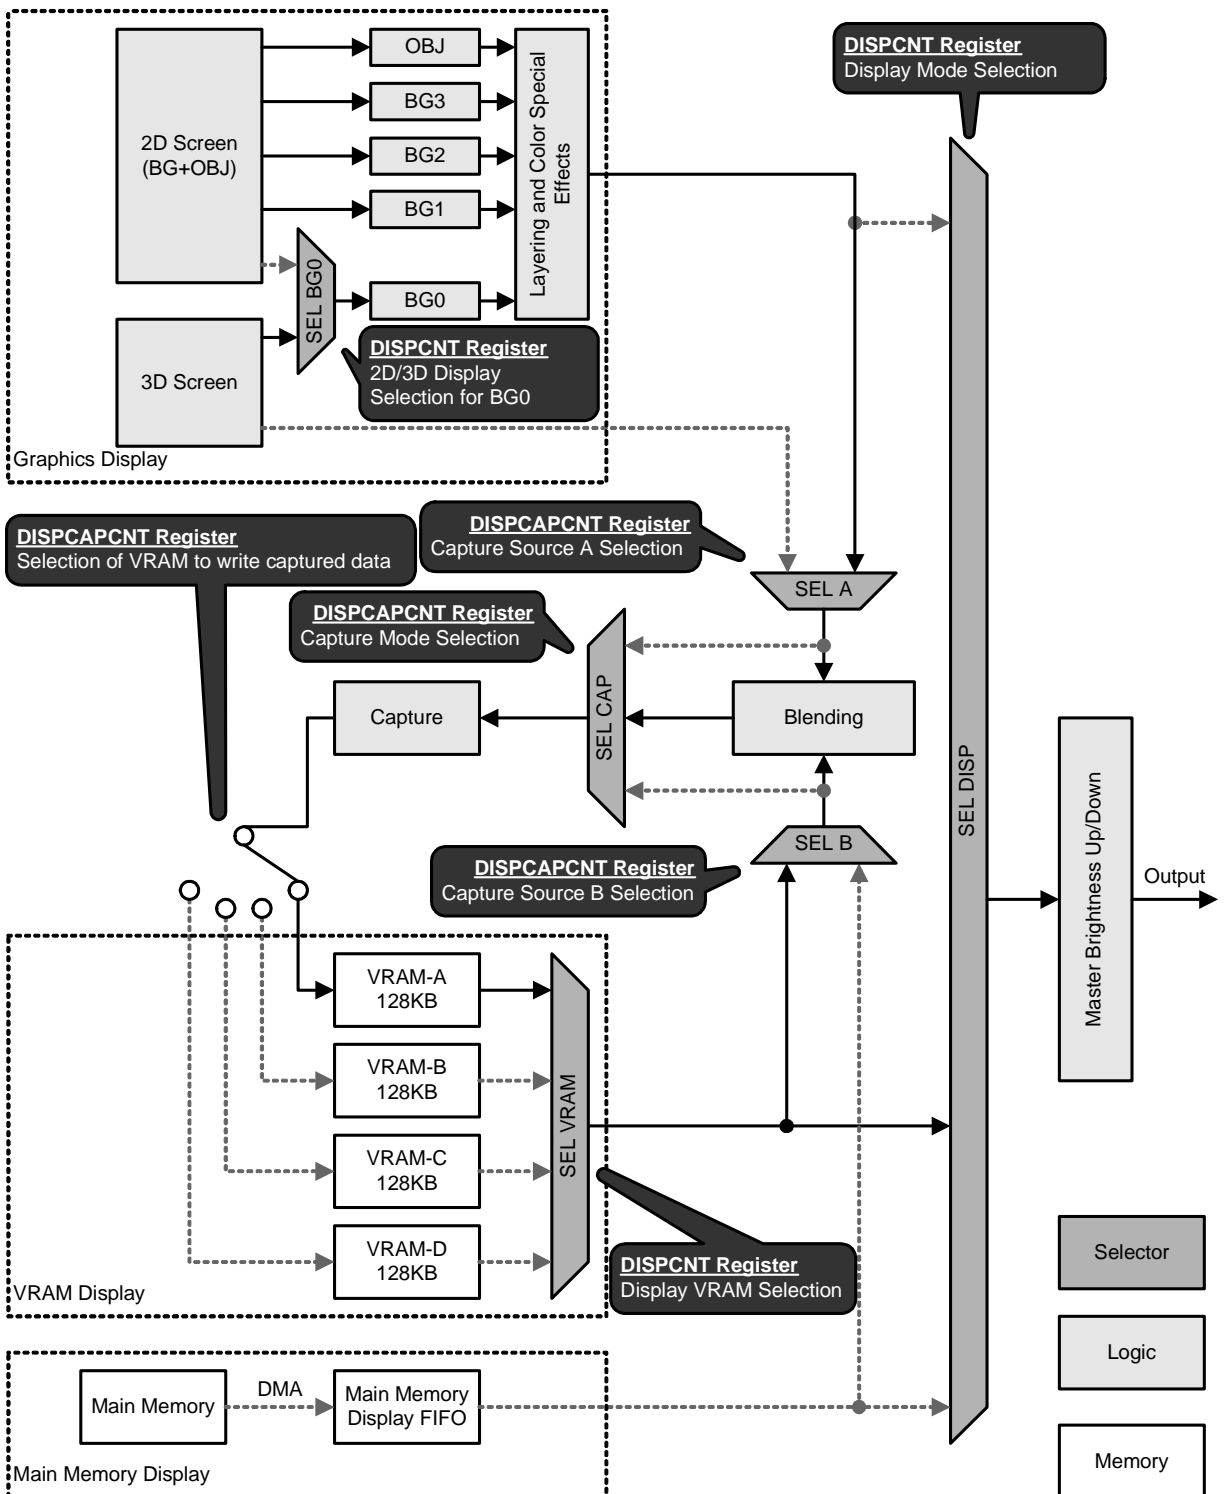 DISPCNT Register
Display Mode Selection
2D Screen
(BG+OBJ)
OBJ
BG3
BG2
BG1
BG0
SEL BG0
Layering and Color Special
Effects
3D Screen
DISPCNT Register
2D/3D Display
Selection for BG0
Graphics Display
DISPCAPCNT Register
Selection of VRAM to write captured data
DISPCAPCNT Register
Capture Source A Selection
SEL A
DISPCAPCNT Register
Capture Mode Selection
SEL CAP
Capture
Blending
SEL B
DISPCAPCNT Register
Capture Source B Selection
SEL DISP
Master Brightness Up/Down
Output
VRAM-A
128KB
VRAM-B
128KB
VRAM-C
128KB
VRAM-D
128KB
SEL VRAM
DISPCNT Register
Display VRAM Selection
VRAM Display
Main Memory
DMA
Main Memory
Display FIFO
Main Memory Display
Selector
Logic
Memory